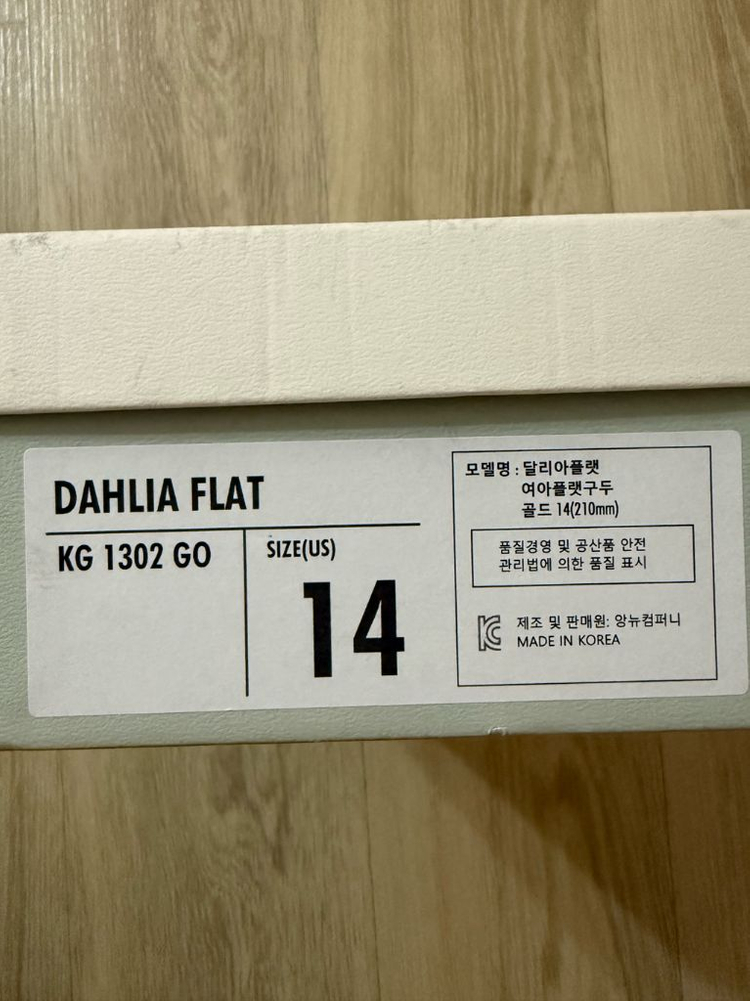 DAHLIA FLAT
KG 1302 GO
SIZE(US)
14
모델명 : 달리아플랫
여아플랫구두
골드 14(210mm)
품질경영 및 공산품 안전
관리법에 의한 품질 표시
제조 및 판매원: 앙뉴컴퍼니
MADE IN KOREA